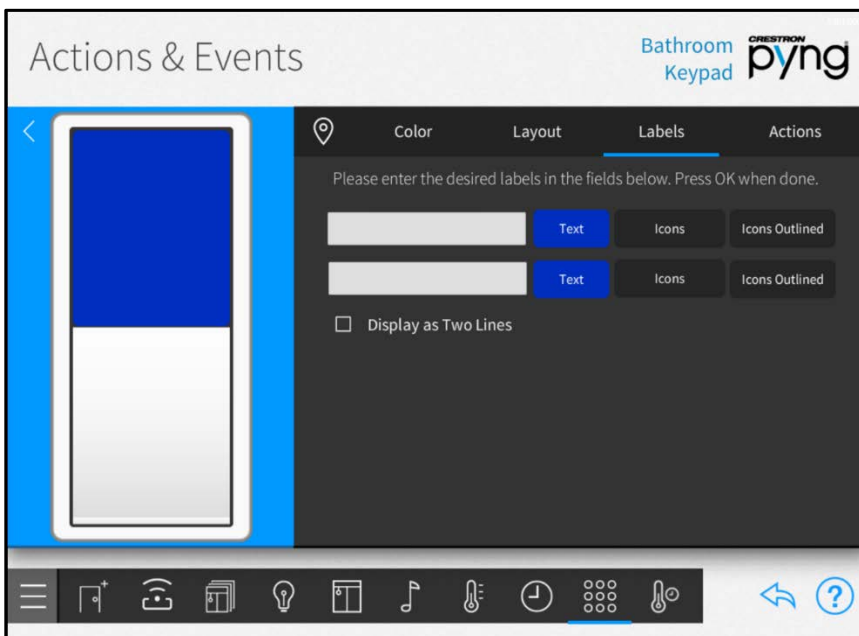 Actions & Events
Bathroom
Keypad
CRESTRON
pyng
Color Layout Labels Actions
Please enter the desired labels in the fields below. Press OK when done.
Text Icons Icons Outlined
Text Icons Icons Outlined
Display as Two Lines
?